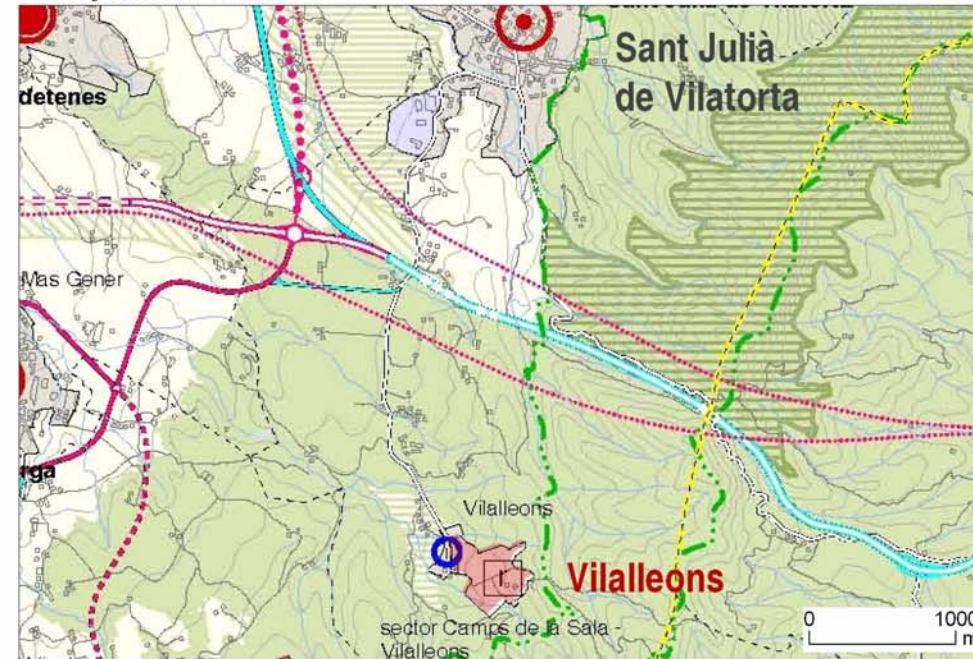 Sant Julià
de Vilatorta
detenes
Mas Gener
rga
Vilalleons
r
Vilalleons
sector Camps de la Sala -
Vilalleons
0 1000
m